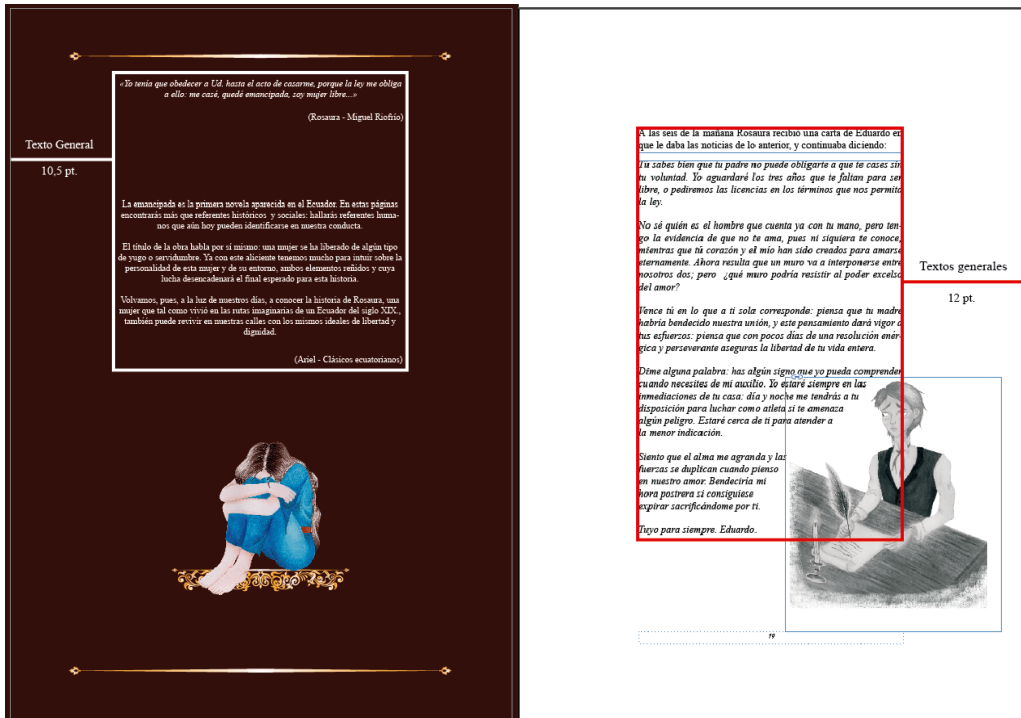 «Yo tenía que obedecer a Ud. hasta el acto de casarme, porque la ley me obliga
a ello: me casé, quedé emancipada, soy mujer libre...»
(Rosaura - Miguel Riofrío)
Texto General
10,5 pt.
La emancipada es la primera novela aparecida en el Ecuador. En estas páginas
encontrarás más que referentes históricos y sociales: hallarás referentes huma-
nos que aún hoy pueden identificarse en nuestra conducta.
El título de la obra habla por sí mismo: una mujer se ha liberado de algún tipo
de yugo o servidumbre. Ya con este aliciente tenemos mucho para intuir sobre la
personalidad de esta mujer y de su entorno, ambos elementos reñidos y cuya
lucha desencadenará el final esperado para esta historia.
Volvamos, pues, a la luz de nuestros días, a conocer la historia de Rosaura, una
mujer que tal como vivió en las rutas imaginarias de un Ecuador del siglo XIX.,
también puede revivir en nuestras calles con los mismos ideales de libertad y
dignidad.
(Ariel - Clásicos ecuatorianos)
A las seis de la mañana Rosaura recibió una carta de Eduardo en
que le daba las noticias de lo anterior, y continuaba diciendo:
Tú sabes bien que tu padre no puede obligarte a que te cases sin
tu voluntad. Yo aguardaré los tres años que te faltan para ser
libre, o pediremos las licencias en los términos que nos permita
la ley.
No sé quién es el hombre que cuenta ya con tu mano, pero ten-
go la evidencia de que no te ama, pues ni siquiera te conoce,
mientras que tú corazón y el mío han sido creados para amarse
eternamente. Ahora resulta que un muro va a interponerse entre
nosotros dos; pero ¿qué muro podría resistir al poder excelso
del amor?
Vence tú en lo que a ti sola corresponde: piensa que tu madre
habría bendecido nuestra unión, y este pensamiento dará vigor a
tus esfuerzos: piensa que con pocos días de una resolución enér-
gica y perseverante aseguras la libertad de tu vida entera.
Dime alguna palabra: has algún signo que yo pueda comprender
cuando necesites de mi auxilio. Yo estaré siempre en las
inmediaciones de tu casa: día y noche me tendrás a tu
disposición para luchar como atleta si te amenaza
algún peligro. Estaré cerca de ti para atender a
la menor indicación.
Siento que el alma me agranda y las
fuerzas se duplican cuando pienso
en nuestro amor. Bendeciría mi
hora postrera si consiguiese
expirar sacrificándome por ti.
Tuyo para siempre. Eduardo.
Textos generales
12 pt.
19